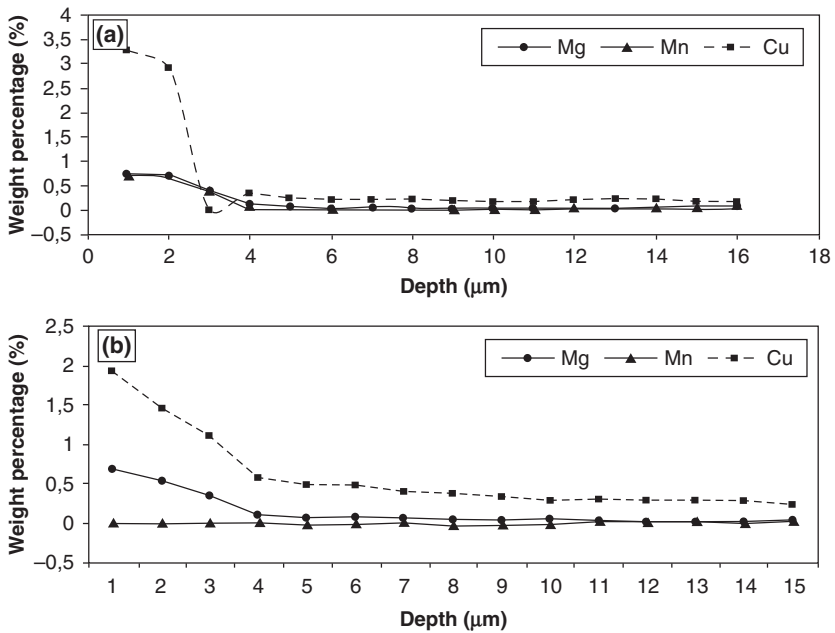 (a)
Mg Mn Cu
Weight percentage (%)
4
3,5
3
2,5
2
1,5
1
0,5
0
–0,5
0 2 4 6 8 10 12 14 16 18
Depth (μm)
(b)
Mg Mn Cu
Weight percentage (%)
2,5
2
1,5
1
0,5
0
–0,5
1 2 3 4 5 6 7 8 9 10 11 12 13 14 15
Depth (μm)